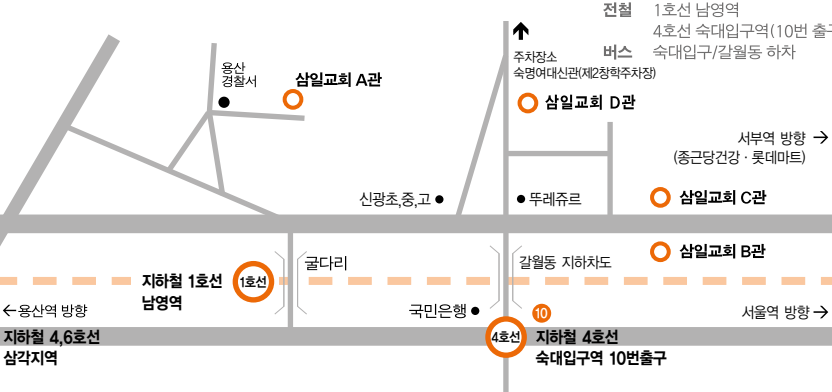 전철 1호선 남영역
4호선 숙대입구역(10번 출구
버스 숙대입구/갈월동 하차
주차장소
숙명여대신관(제2창학주차장)
용산
경찰서
삼일교회 A관
삼일교회 D관
서부역 방향
(종근당건강 · 롯데마트)
신광초,중,고
뚜레쥬르
삼일교회 C관
삼일교회 B관
굴다리
갈월동 지하차도
지하철 1호선
남영역
1호선
용산역 방향
국민은행
10
서울역 방향
지하철 4,6호선
삼각지역
4호선
지하철 4호선
숙대입구역 10번출구